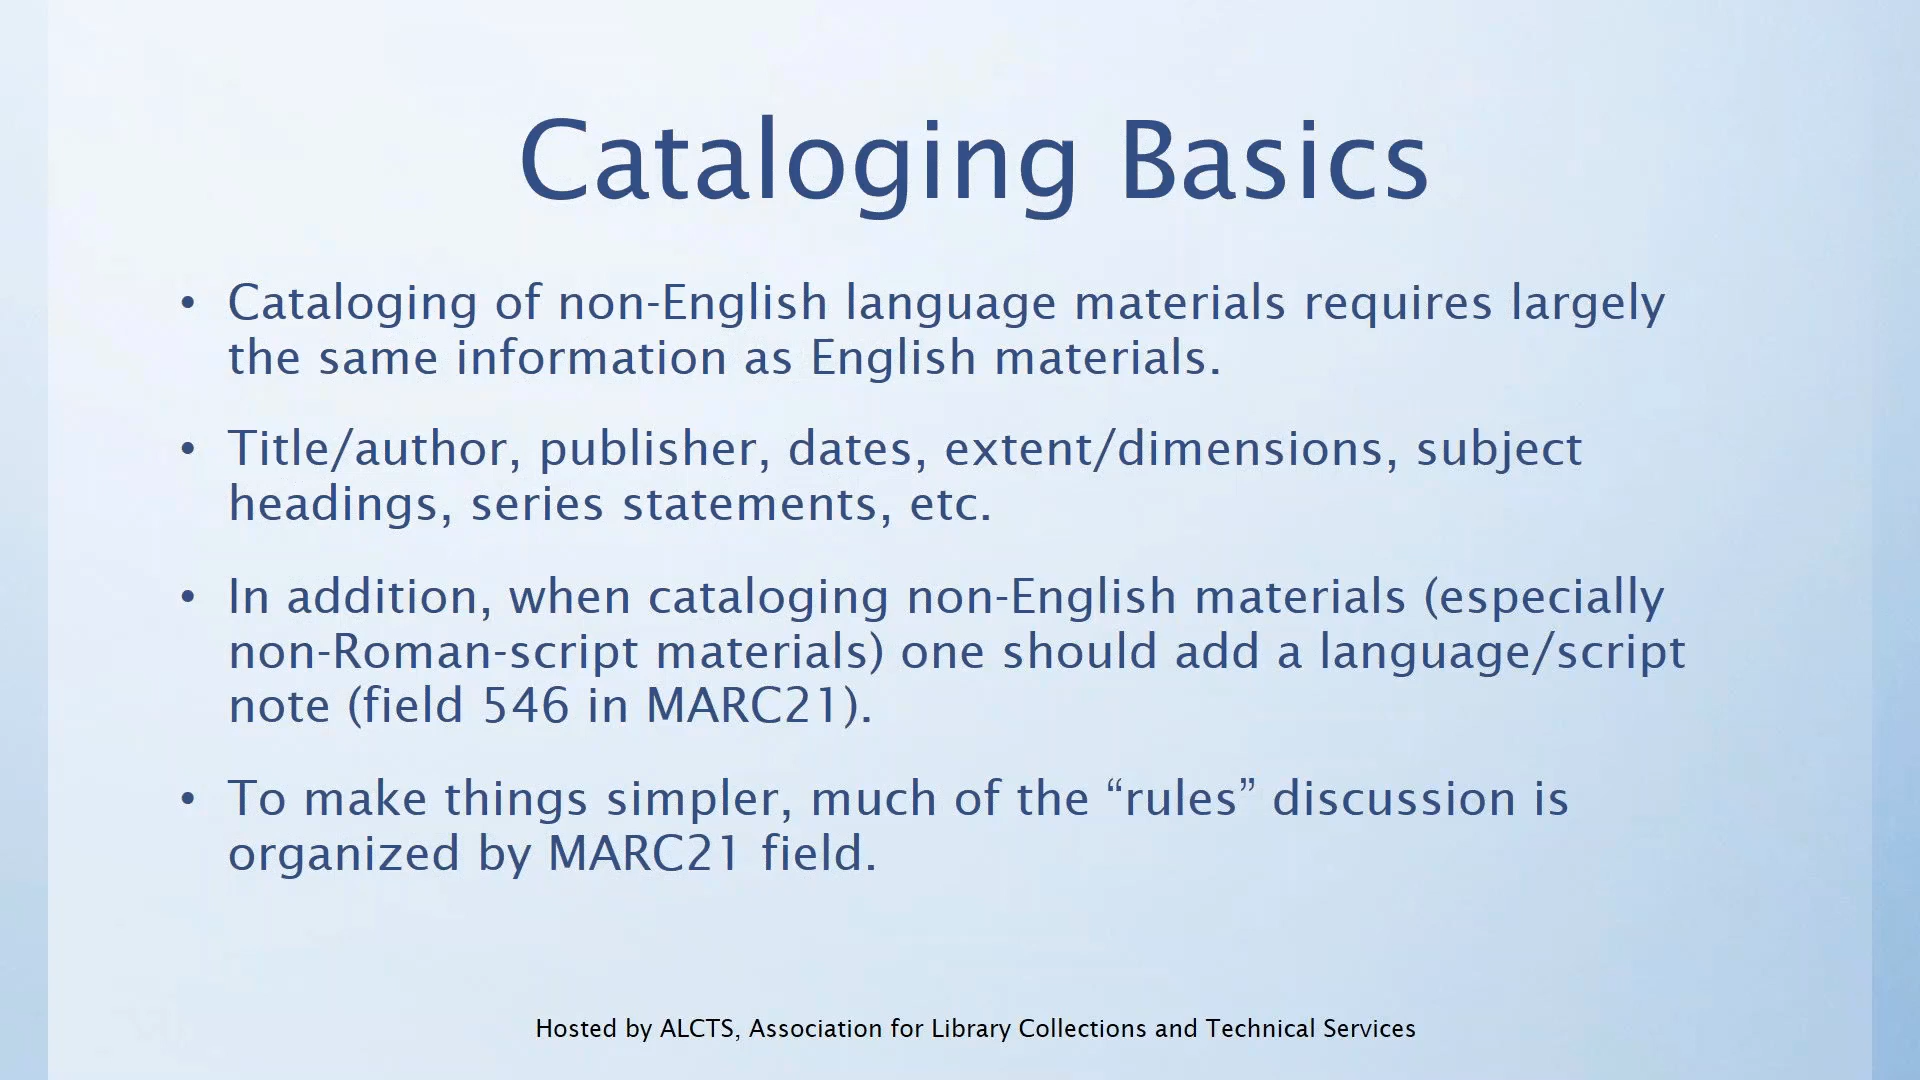 Cataloging Basics
• Cataloging of non-English language materials requires largely
the same information as English materials.
• Title/author, publisher, dates, extent/dimensions, subject
headings, series statements, etc.
• In addition, when cataloging non-English materials (especially
non-Roman-script materials) one should add a language/script
note (field 546 in MARC21).
• To make things simpler, much of the “rules” discussion is
organized by MARC21 field.
Hosted by ALCTS, Association for Library Collections and Technical Services